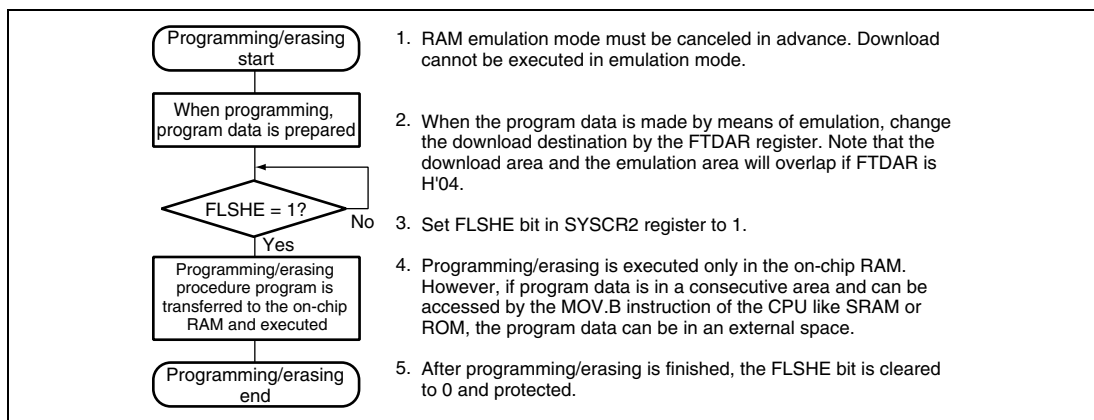 Programming/erasing
start
When programming,
program data is prepared
FLSHE = 1?
No
Yes
Programming/erasing
procedure program is
transferred to the on-chip
RAM and executed
Programming/erasing
end
1. RAM emulation mode must be canceled in advance. Download
cannot be executed in emulation mode.
2. When the program data is made by means of emulation, change
the download destination by the FTDAR register. Note that the
download area and the emulation area will overlap if FTDAR is
H'04.
3. Set FLSHE bit in SYSCR2 register to 1.
4. Programming/erasing is executed only in the on-chip RAM.
However, if program data is in a consecutive area and can be
accessed by the MOV.B instruction of the CPU like SRAM or
ROM, the program data can be in an external space.
5. After programming/erasing is finished, the FLSHE bit is cleared
to 0 and protected.